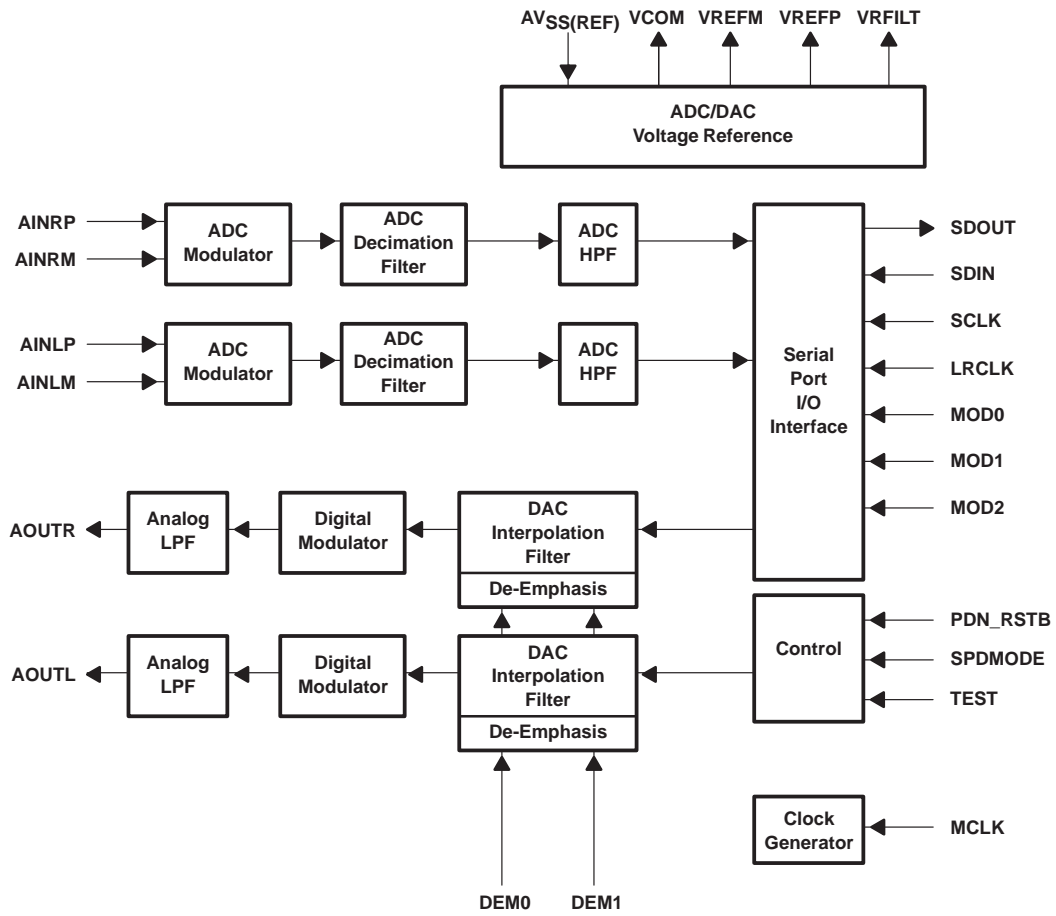 AVSS(REF) VCOM VREFM VREFP VRFILT
ADC/DAC
Voltage Reference
AINRP
AINRM
ADC
Modulator
ADC
Decimation
Filter
ADC
HPF
AINLP
AINLM
ADC
Modulator
ADC
Decimation
Filter
ADC
HPF
Serial
Port
I/O
Interface
SDOUT
SDIN
SCLK
LRCLK
MOD0
MOD1
MOD2
AOUTR
Analog
LPF
Digital
Modulator
DAC
Interpolation
Filter
De-Emphasis
AOUTL
Analog
LPF
Digital
Modulator
DAC
Interpolation
Filter
De-Emphasis
Control
PDN_RSTB
SPDMODE
TEST
Clock
Generator
MCLK
DEM0 DEM1